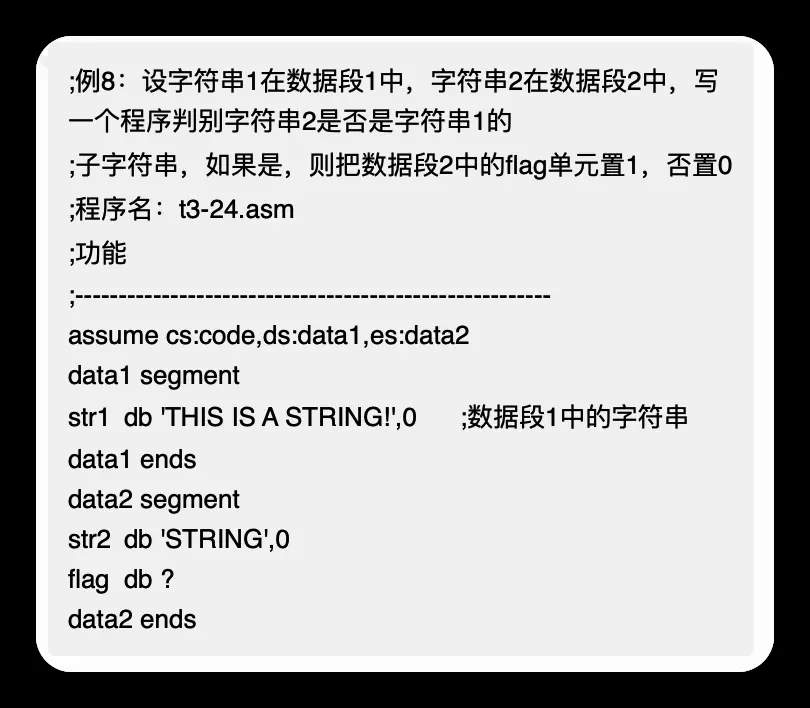 ;例8：设字符串1在数据段1中，字符串2在数据段2中，写
一个程序判别字符串2是否是字符串1的
;子字符串，如果是，则把数据段2中的flag单元置1，否置0
;程序名：t3-24.asm
;功能
;-------------------------------------------------------
assume cs:code,ds:data1,es:data2
data1 segment
str1  db 'THIS IS A STRING!',0      ;数据段1中的字符串
data1 ends
data2 segment
str2  db 'STRING',0
flag  db ?
data2 ends